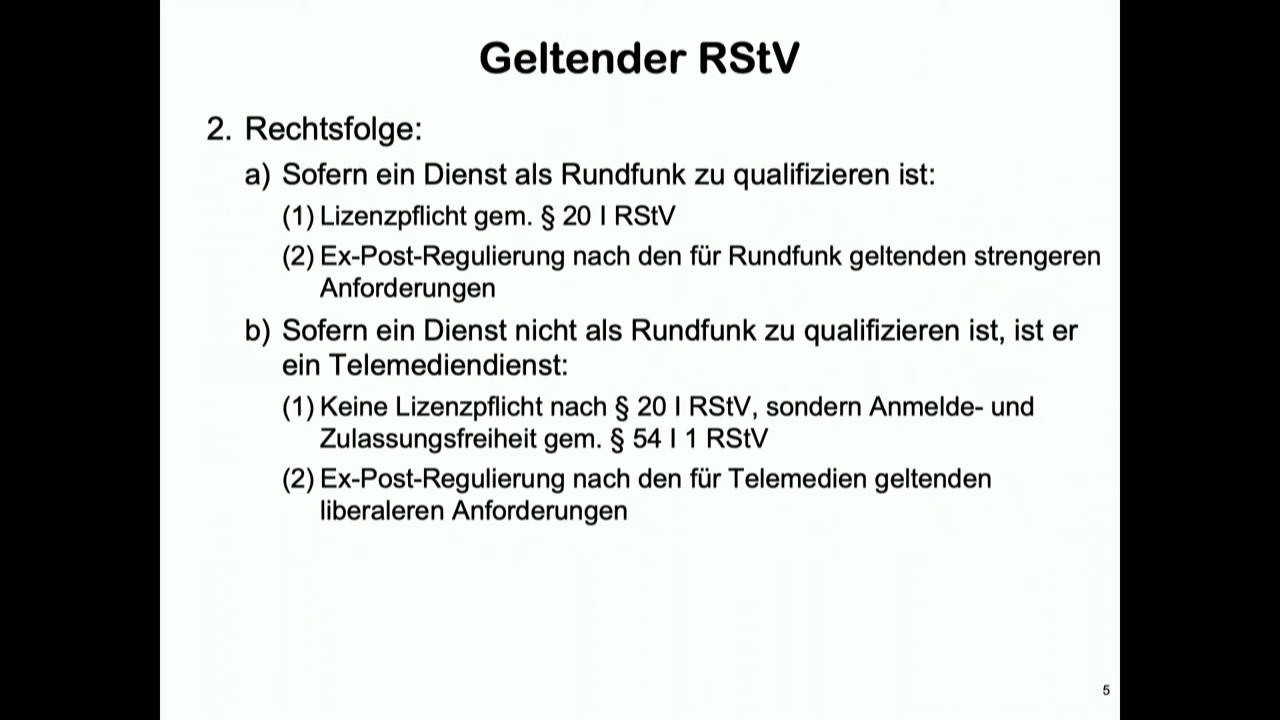 Geltender RStV
2. Rechtsfolge:
a) Sofern ein Dienst als Rundfunk zu qualifizieren ist:
(1) Lizenzpflicht gem. § 20 I RStV
(2) Ex-Post-Regulierung nach den für Rundfunk geltenden strengeren
Anforderungen
b) Sofern ein Dienst nicht als Rundfunk zu qualifizieren ist, ist er
ein Telemediendienst:
(1) Keine Lizenzpflicht nach § 20 I RStV, sondern Anmelde- und
Zulassungsfreiheit gem. § 54 I 1 RStV
(2) Ex-Post-Regulierung nach den für Telemedien geltenden
liberaleren Anforderungen
5